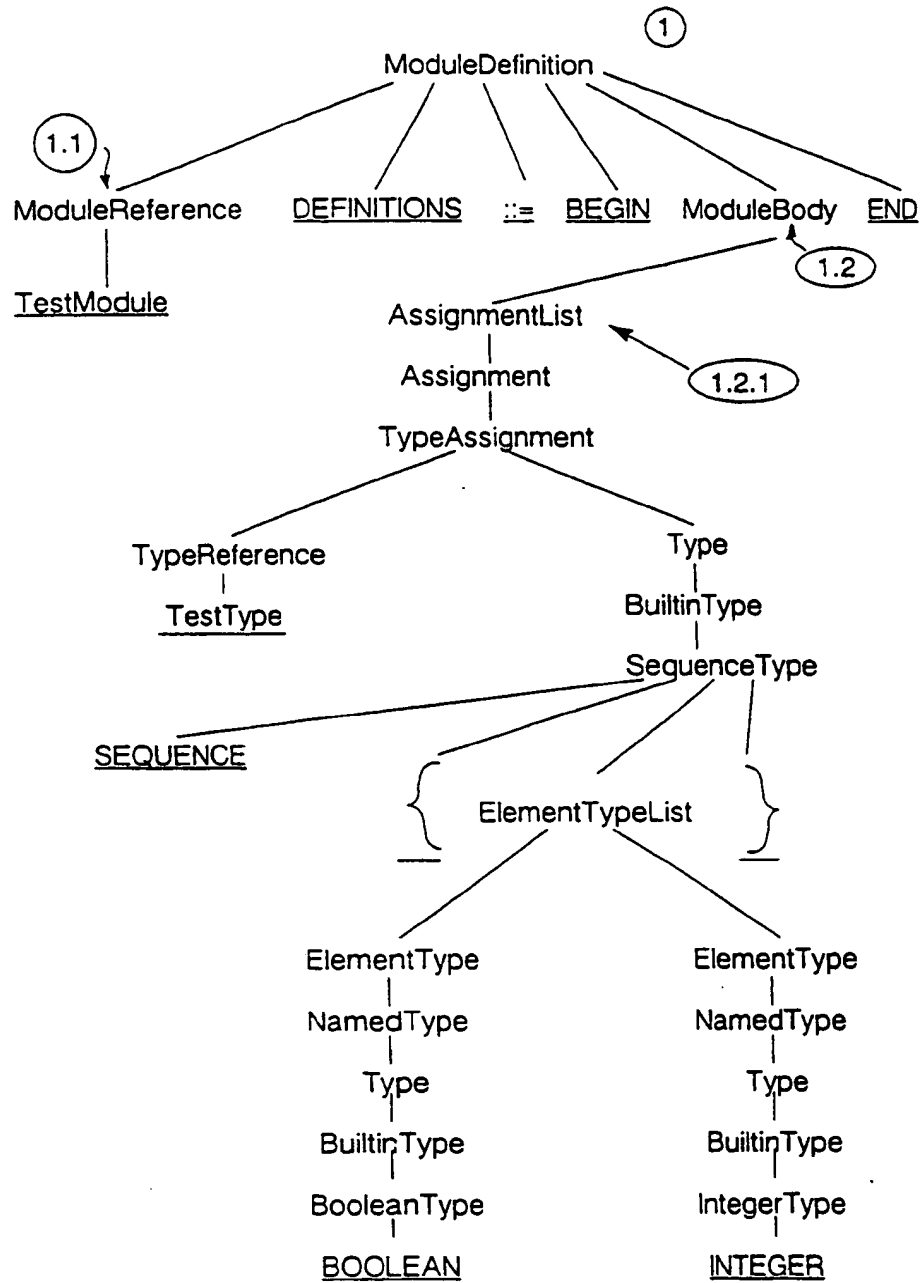 1
ModuleDefinition
1.1
ModuleReference DEFINITIONS ::= BEGIN ModuleBody END
1.2
TestModule
AssignmentList
1.2.1
Assignment
TypeAssignment
TypeReference Type
TestType BuiltinType
SequenceType
SEQUENCE
{ ElementTypeList }
ElementType ElementType
NamedType NamedType
Type Type
BuiltinType BuiltinType
BooleanType IntegerType
BOOLEAN INTEGER